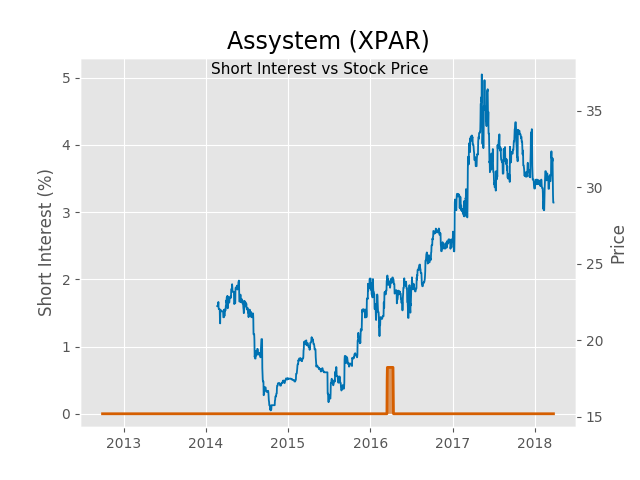 Assystem (XPAR)
Short Interest vs Stock Price
Short Interest (%)
5
4
3
2
1
0
35
30
25
20
15
Price
2013 2014 2015 2016 2017 2018